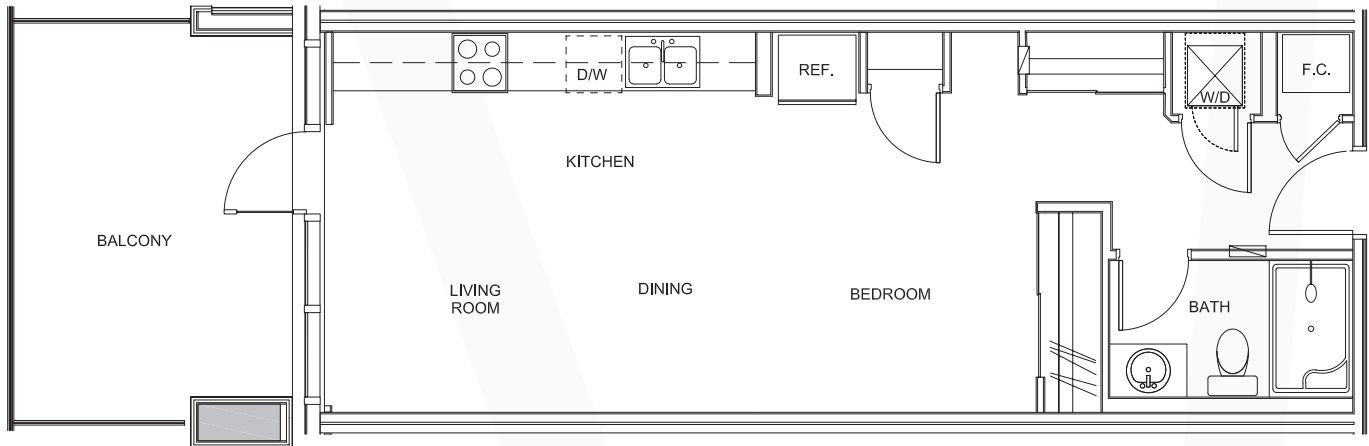 D/W
REF.
W/D
F.C.
KITCHEN
BALCONY
LIVING
ROOM
DINING
BEDROOM
BATH